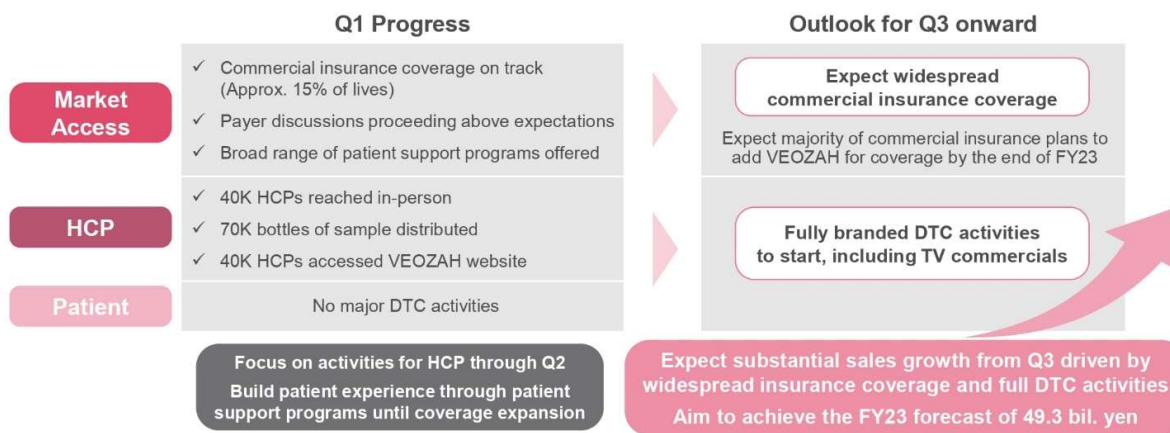 Q1 Progress
Outlook for Q3 onward
Market
Access
✓ Commercial insurance coverage on track
(Approx. 15% of lives)
✓ Payer discussions proceeding above expectations
✓ Broad range of patient support programs offered
Expect widespread
commercial insurance coverage
Expect majority of commercial insurance plans to
add VEOZAH for coverage by the end of FY23
HCP
✓ 40K HCPs reached in-person
✓ 70K bottles of sample distributed
✓ 40K HCPs accessed VEOZAH website
Fully branded DTC activities
to start, including TV commercials
Patient
No major DTC activities
Focus on activities for HCP through Q2
Build patient experience through patient
support programs until coverage expansion
Expect substantial sales growth from Q3 driven by
widespread insurance coverage and full DTC activities
Aim to achieve the FY23 forecast of 49.3 bil. yen